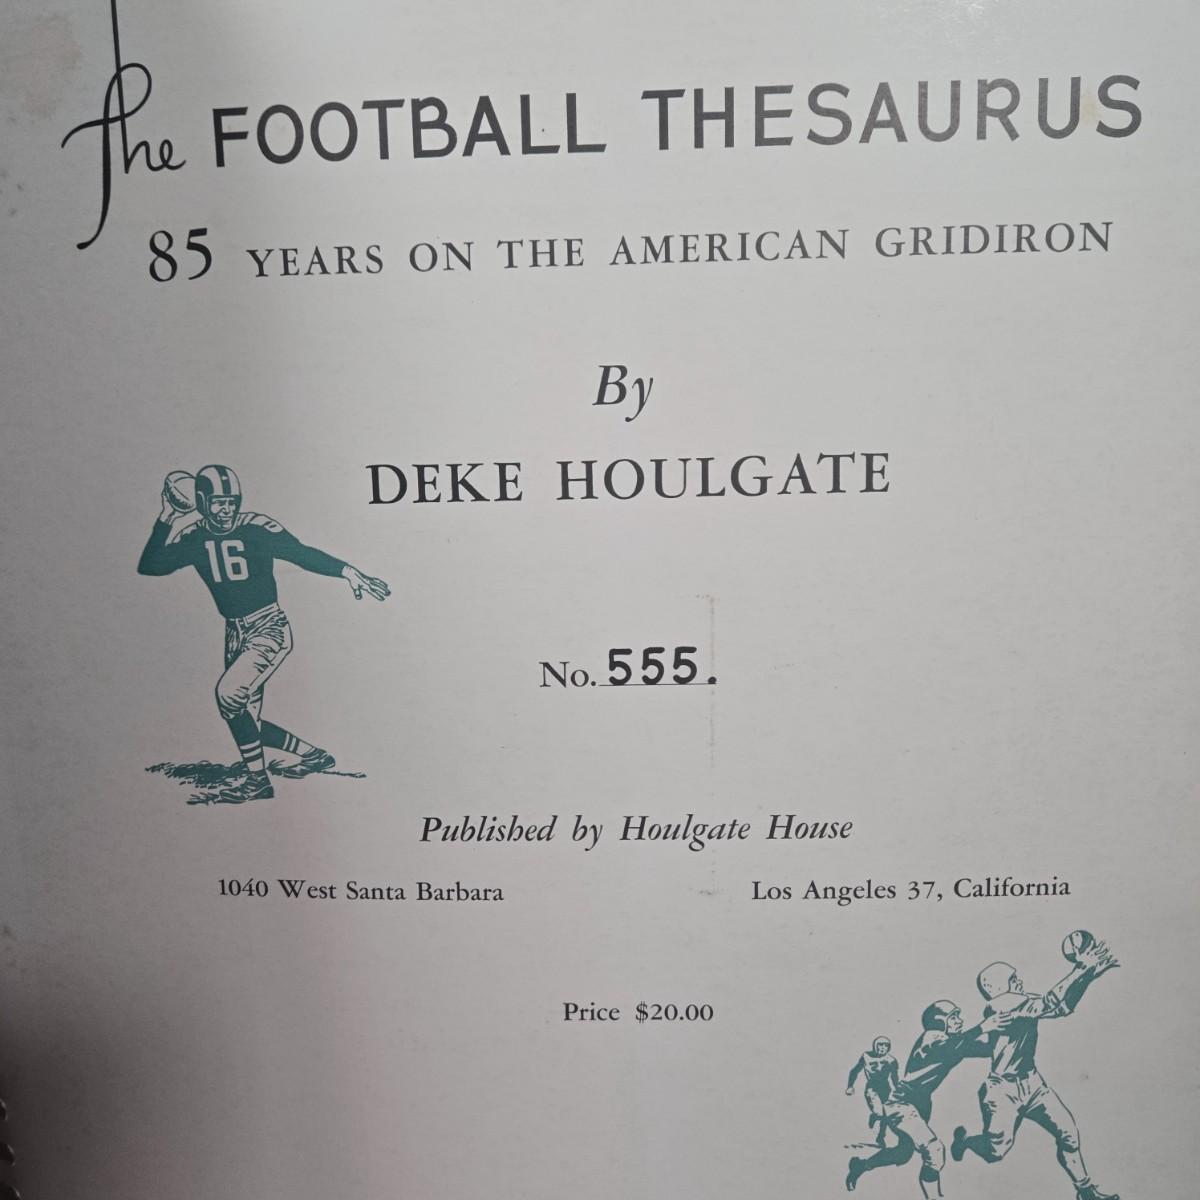 The FOOTBALL THESAURUS
85 YEARS ON THE AMERICAN GRIDIRON
By
DEKE HOULGATE
16
No. 555.
Published by Houlgate House
1040 West Santa Barbara Los Angeles 37, California
Price $20.00